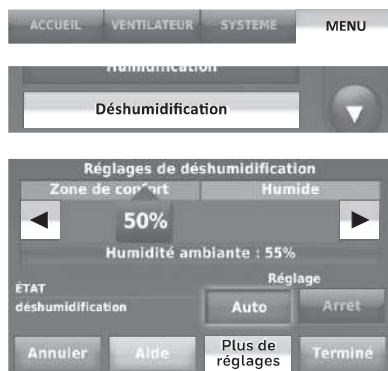 ACCUEIL VENTILATEUR SYSTEME MENU
Humidification
Déshumidification
Réglages de déshumidification
Zone de confort Humide
50%
Humidité ambiante : 55%
Réglage
ÉTAT
déshumidification
Auto Arret
Annuler Aide Plus de réglages Terminé